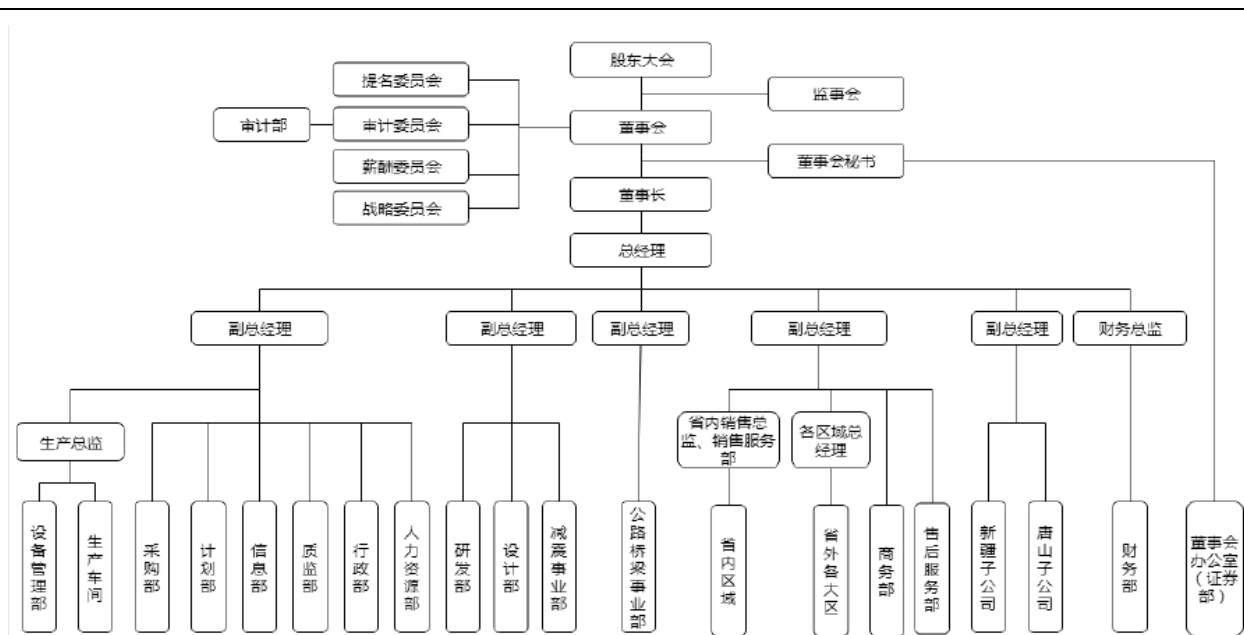 股东大会
提名委员会
监事会
审计部
审计委员会
董事会
薪酬委员会
董事会秘书
战略委员会
董事长
总经理
副总经理
副总经理
副总经理
副总经理
副总经理
财务总监
生产总监
省内销售总
监、销售服务
部
各区域总
经理
设备管理部
生产车间
采购部
计划部
信息部
质监部
行政部
人力资源部
研发部
设计部
减震事业部
公路桥梁事业部
省内区域
省外各大区
商务部
售后服务部
新疆子公司
唐山子公司
财务部
董事会
办公室
（证券
部）